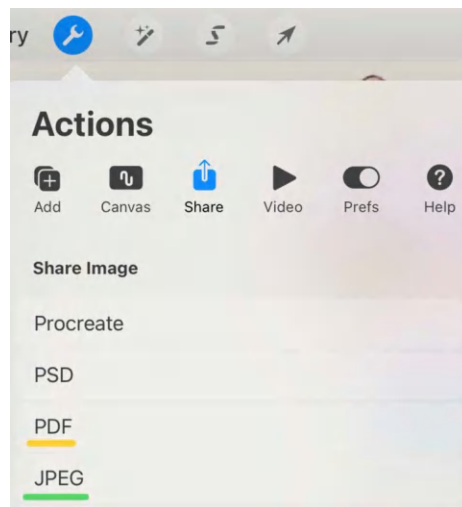 ry
Actions
Add Canvas Share Video Prefs Help
Share Image
Procreate
PSD
PDF
JPEG